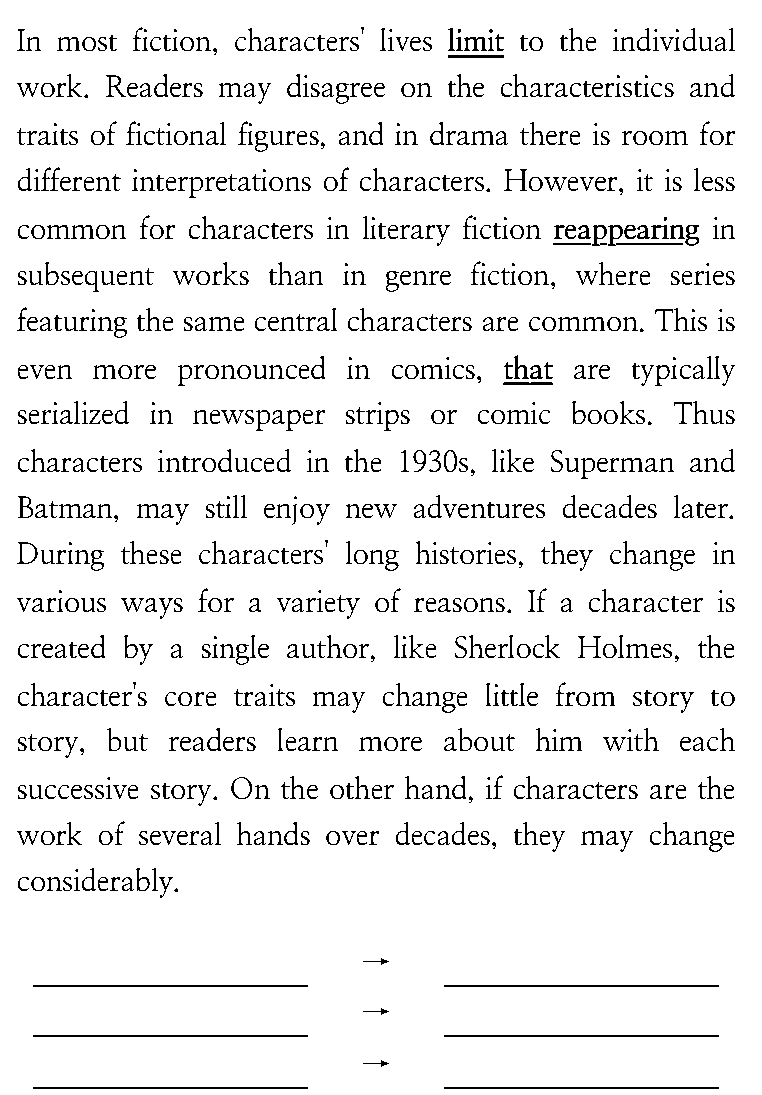 In most fiction, characters' lives limit to the individual
work. Readers may disagree on the characteristics and
traits of fictional figures, and in drama there is room for
different interpretations of characters. However, it is less
common for characters in literary fiction reappearing in
subsequent works than in genre fiction, where series
featuring the same central characters are common. This is
even more pronounced in comics, that are typically
serialized in newspaper strips or comic books. Thus
characters introduced in the 1930s, like Superman and
Batman, may still enjoy new adventures decades later.
During these characters' long histories, they change in
various ways for a variety of reasons. If a character is
created by a single author, like Sherlock Holmes, the
character's core traits may change little from story to
story, but readers learn more about him with each
successive story. On the other hand, if characters are the
work of several hands over decades, they may change
considerably.
→
→
→